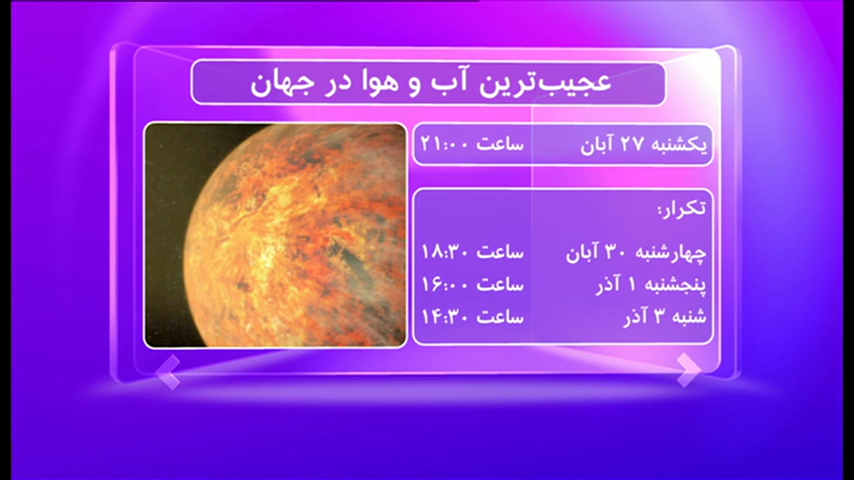 عجیب‌ترین آب و هوا در جهان
یکشنبه ۲۷ آبان ساعت ۲۱:۰۰
تکرار:
چهارشنبه ۳۰ آبان ساعت ۱۸:۳۰
پنجشنبه ۱ آذر ساعت ۱۶:۰۰
شنبه ۳ آذر ساعت ۱۴:۳۰